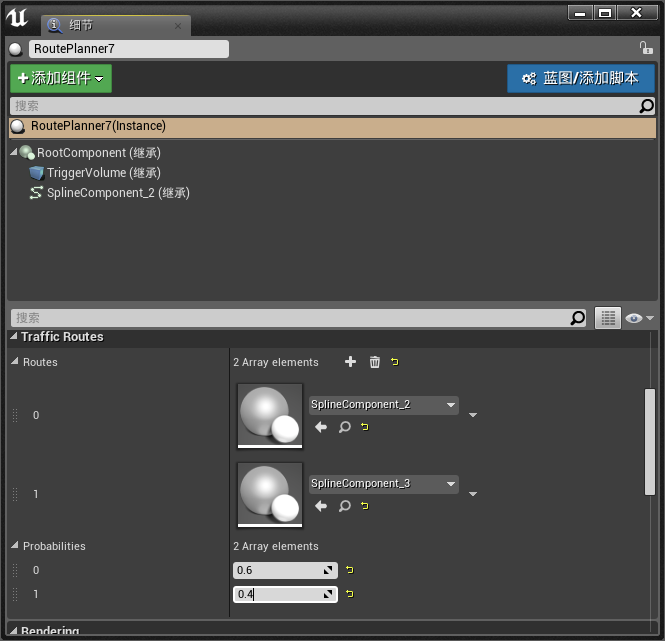 细节
RoutePlanner7
添加组件
蓝图/添加脚本
搜索
RoutePlanner7(Instance)
RootComponent (继承)
TriggerVolume (继承)
SplineComponent_2 (继承)
搜索
Traffic Routes
Routes
2 Array elements
0
SplineComponent_2
1
SplineComponent_3
Probabilities
2 Array elements
0
0.6
1
0.4
Rendering